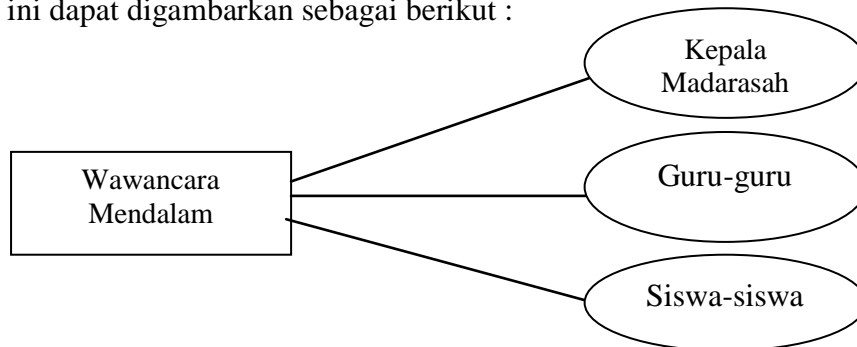 ini dapat digambarkan sebagai berikut :
Kepala
Madarasah
Wawancara
Mendalam
Guru-guru
Siswa-siswa